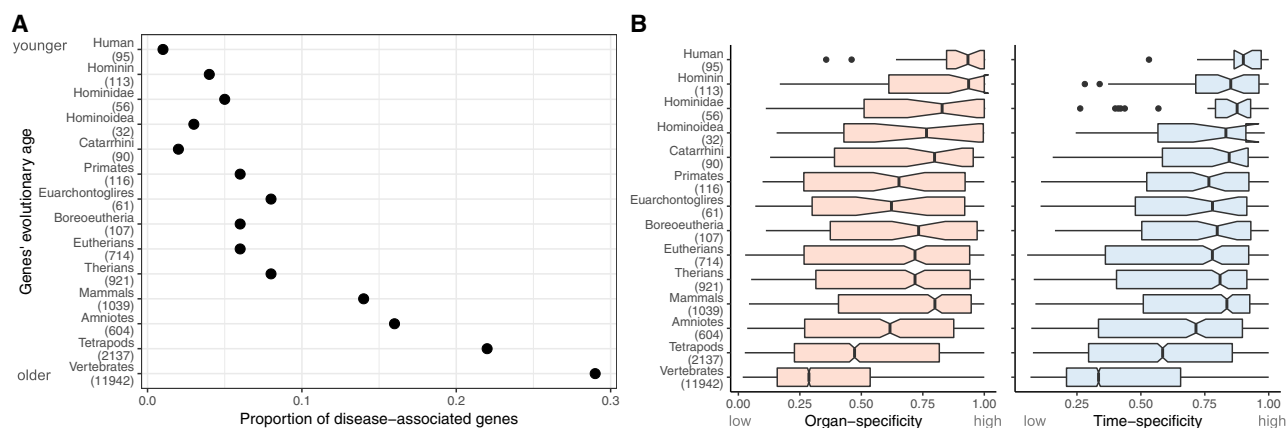 A
younger
Human
(95)
Hominin
(113)
Hominidae
(56)
Hominoidea
(32)
Catarrhini
(90)
Primates
(116)
Euarchontoglires
(61)
Boreoeutheria
(107)
Eutherians
(714)
Therians
(921)
Mammals
(1039)
Amniotes
(604)
Tetrapods
(2137)
Vertebrates
(11942)
older
Genes' evolutionary age
0.0 0.1 0.2 0.3
Proportion of disease−associated genes
B
Human
(95)
Hominin
(113)
Hominidae
(56)
Hominoidea
(32)
Catarrhini
(90)
Primates
(116)
Euarchontoglires
(61)
Boreoeutheria
(107)
Eutherians
(714)
Therians
(921)
Mammals
(1039)
Amniotes
(604)
Tetrapods
(2137)
Vertebrates
(11942)
0.00 0.25 0.50 0.75 1.00
low Organ−specificity high
0.25 0.50 0.75 1.00
low Time−specificity high